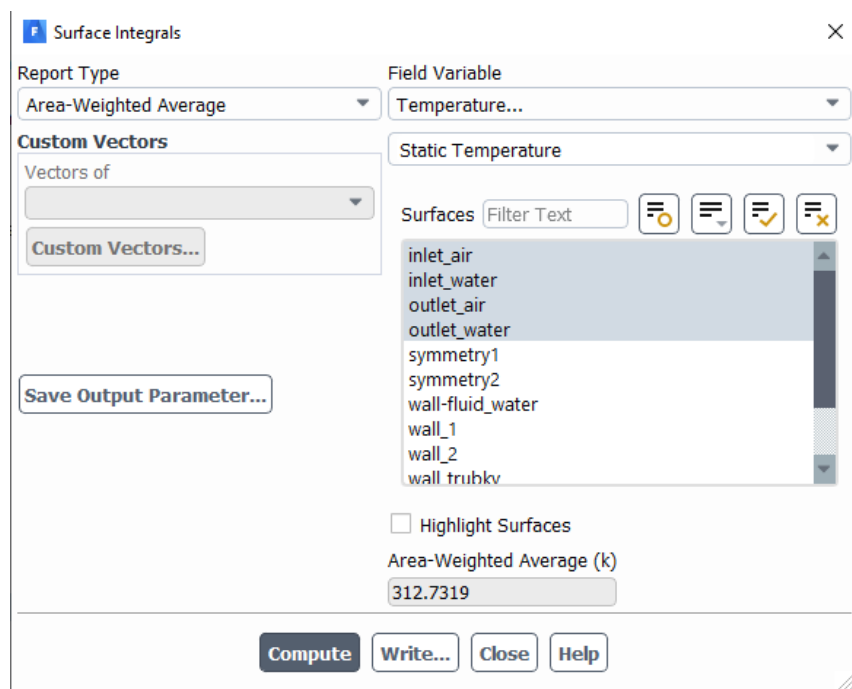 F Surface Integrals
Report Type
Area-Weighted Average
Custom Vectors
Vectors of
Custom Vectors...
Save Output Parameter...
Field Variable
Temperature...
Static Temperature
Surfaces Filter Text
inlet_air
inlet_water
outlet_air
outlet_water
symmetry1
symmetry2
wall-fluid_water
wall_1
wall_2
wall_trubky
Highlight Surfaces
Area-Weighted Average (k)
312.7319
Compute Write... Close Help